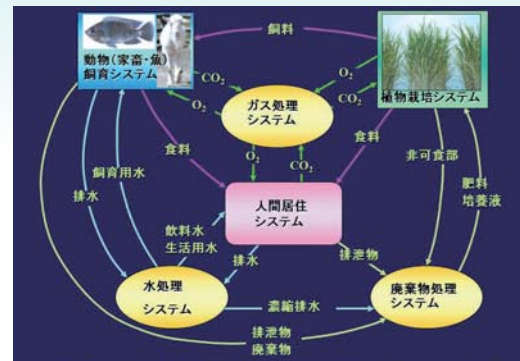 飼料
動物(家畜・魚)
飼育システム
CO2
O2
O2
CO2
植物栽培システム
ガス処理
システム
食料
O2
CO2
食料
飼育用水
排水
非可食部
肥料
培養液
人間居住
システム
飲料水
生活用水
排水
排泄物
水処理
システム
濃縮排水
廃棄物処理
システム
排泄物
廃棄物